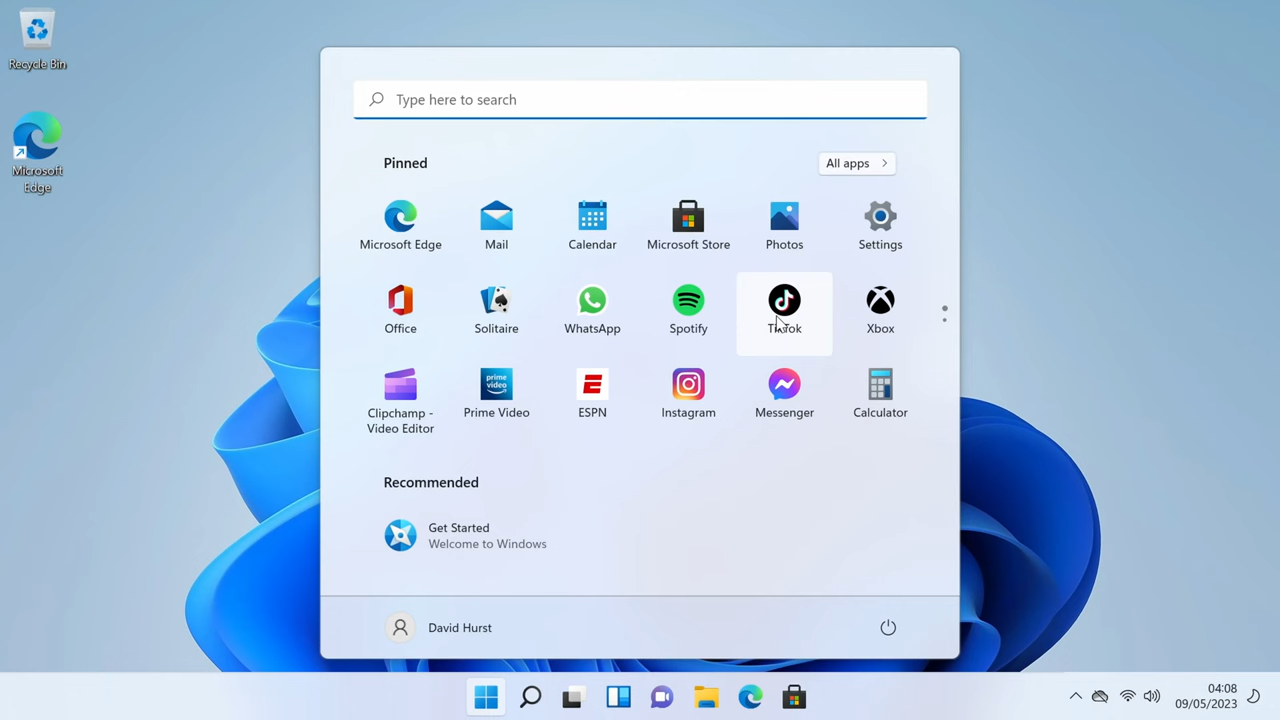 Recycle Bin
Microsoft
Edge
Type here to search
Pinned
All apps
Microsoft Edge
Mail
Calendar
Microsoft Store
Photos
Settings
Office
Solitaire
WhatsApp
Spotify
TikTok
Xbox
Clipchamp -
Video Editor
prime
video
Prime Video
ESPN
Instagram
Messenger
Calculator
Recommended
Get Started
Welcome to Windows
David Hurst
04:08
09/05/2023